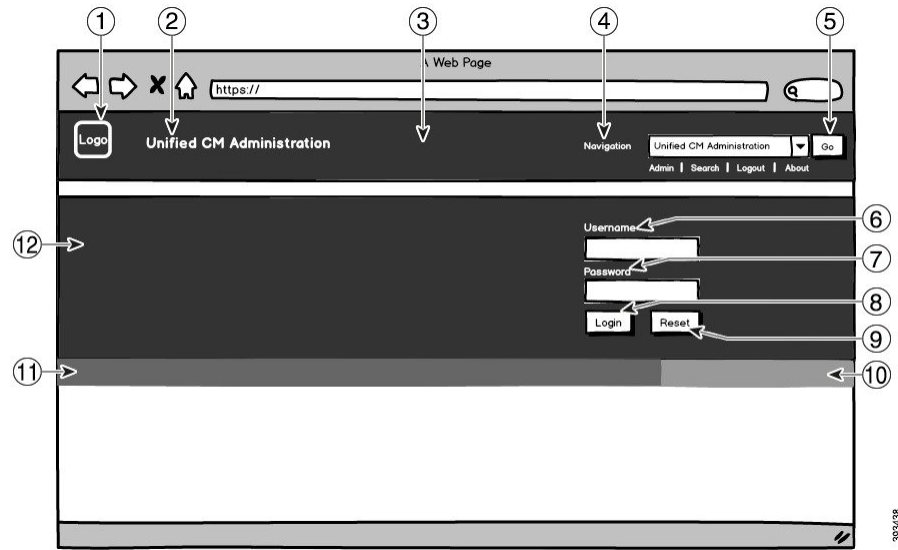 1 2 3 4 5
A Web Page
https://
Logo Unified CM Administration Navigation Unified CM Administration Go
Admin | Search | Logout | About
6
Username
12
7
Password
8
Login Reset
9
11 10
393438